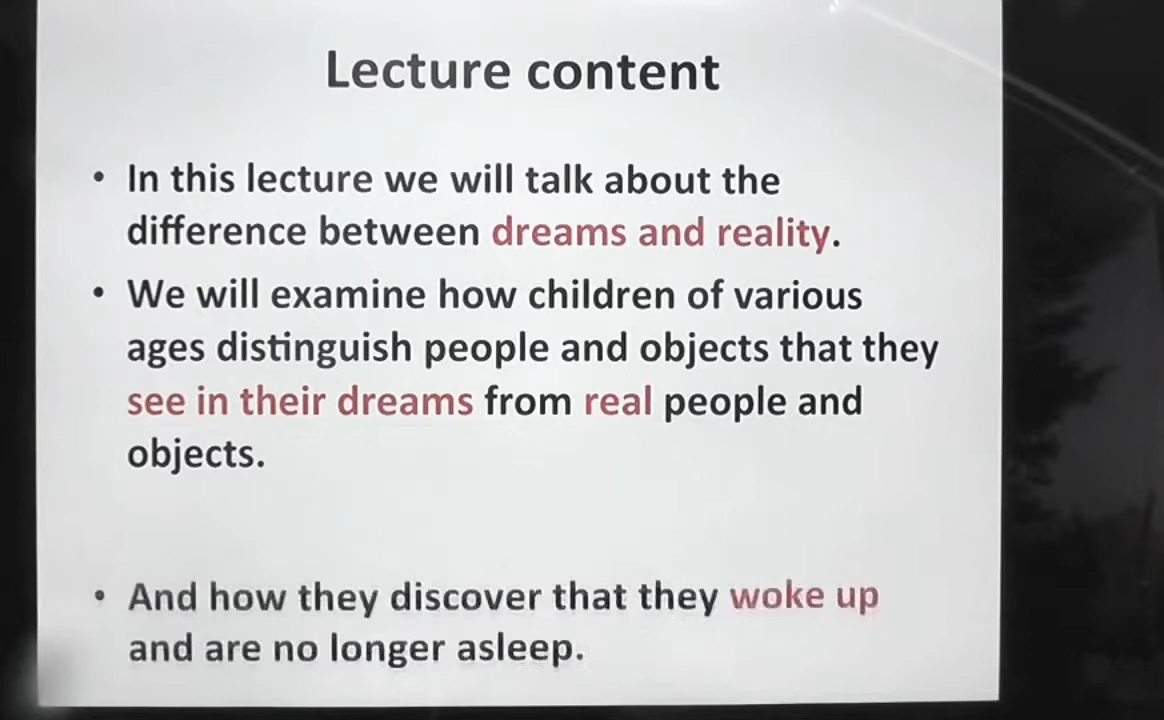 Lecture content
• In this lecture we will talk about the
difference between dreams and reality.
• We will examine how children of various
ages distinguish people and objects that they
see in their dreams from real people and
objects.
• And how they discover that they woke up
and are no longer asleep.